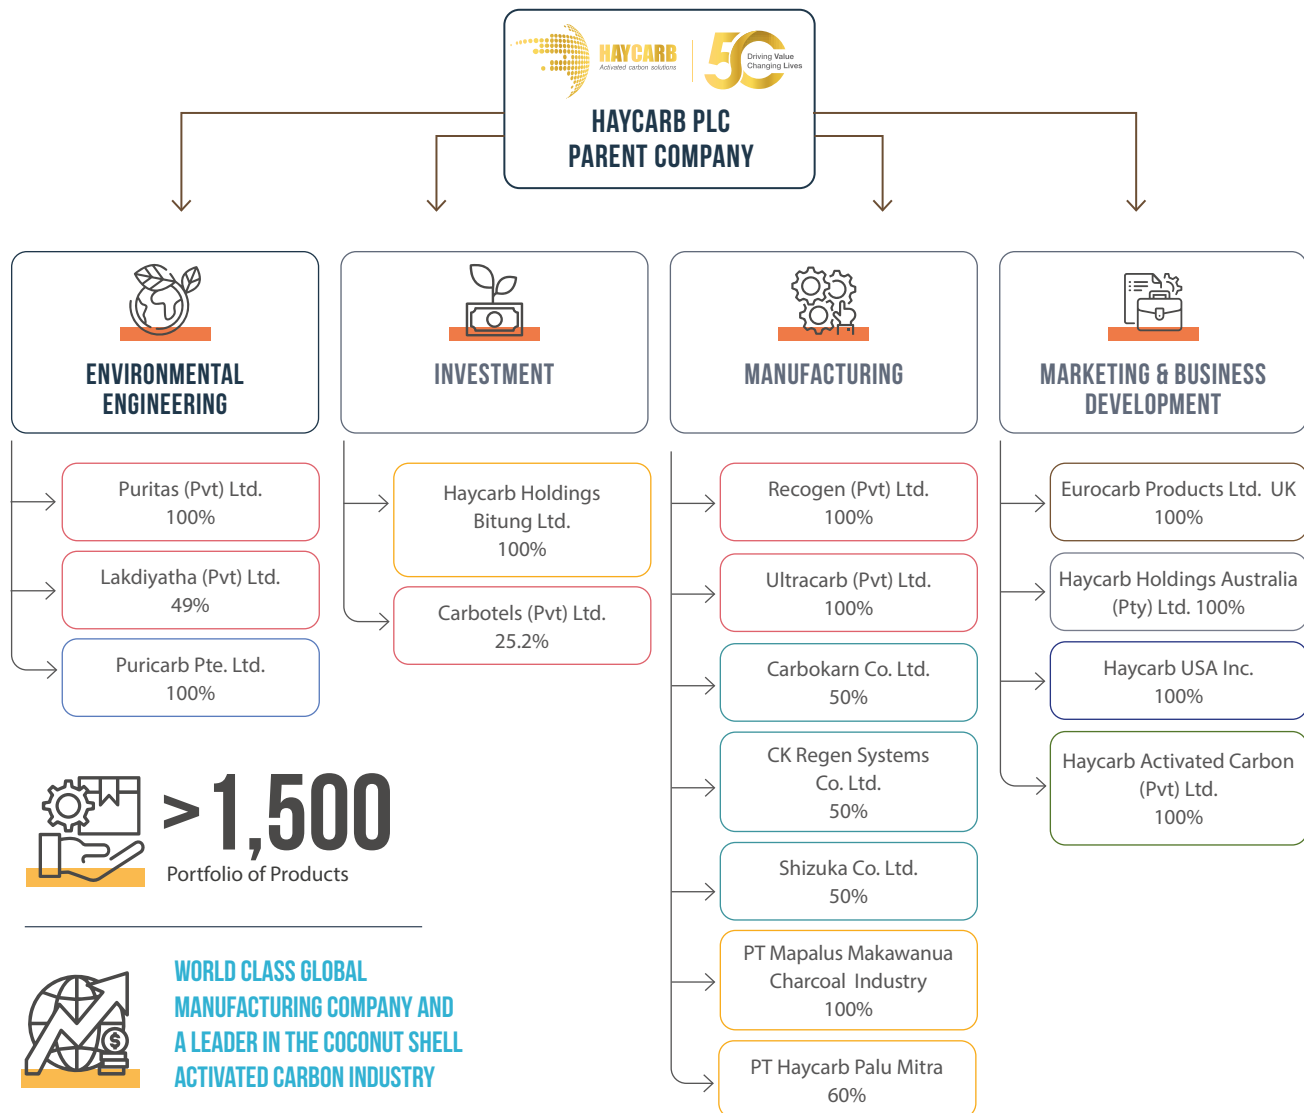 HAYCARB
Activated carbon solutions
50
Driving Value
Changing Lives
HAYCARB PLC
PARENT COMPANY
ENVIRONMENTAL
ENGINEERING
Puritas (Pvt) Ltd.
100%
Lakdiyatha (Pvt) Ltd.
49%
Puricarb Pte. Ltd.
100%
INVESTMENT
Haycarb Holdings
Bitung Ltd.
100%
Carbotels (Pvt) Ltd.
25.2%
MANUFACTURING
Recogen (Pvt) Ltd.
100%
Ultracarb (Pvt) Ltd.
100%
Carbokarn Co. Ltd.
50%
CK Regen Systems
Co. Ltd.
50%
Shizuka Co. Ltd.
50%
PT Mapalus Makawanua
Charcoal Industry
100%
PT Haycarb Palu Mitra
60%
MARKETING & BUSINESS
DEVELOPMENT
Eurocarb Products Ltd. UK
100%
Haycarb Holdings Australia
(Pty) Ltd. 100%
Haycarb USA Inc.
100%
Haycarb Activated Carbon
(Pvt) Ltd.
100%
>1,500
Portfolio of Products
$
WORLD CLASS GLOBAL
MANUFACTURING COMPANY AND
A LEADER IN THE COCONUT SHELL
ACTIVATED CARBON INDUSTRY